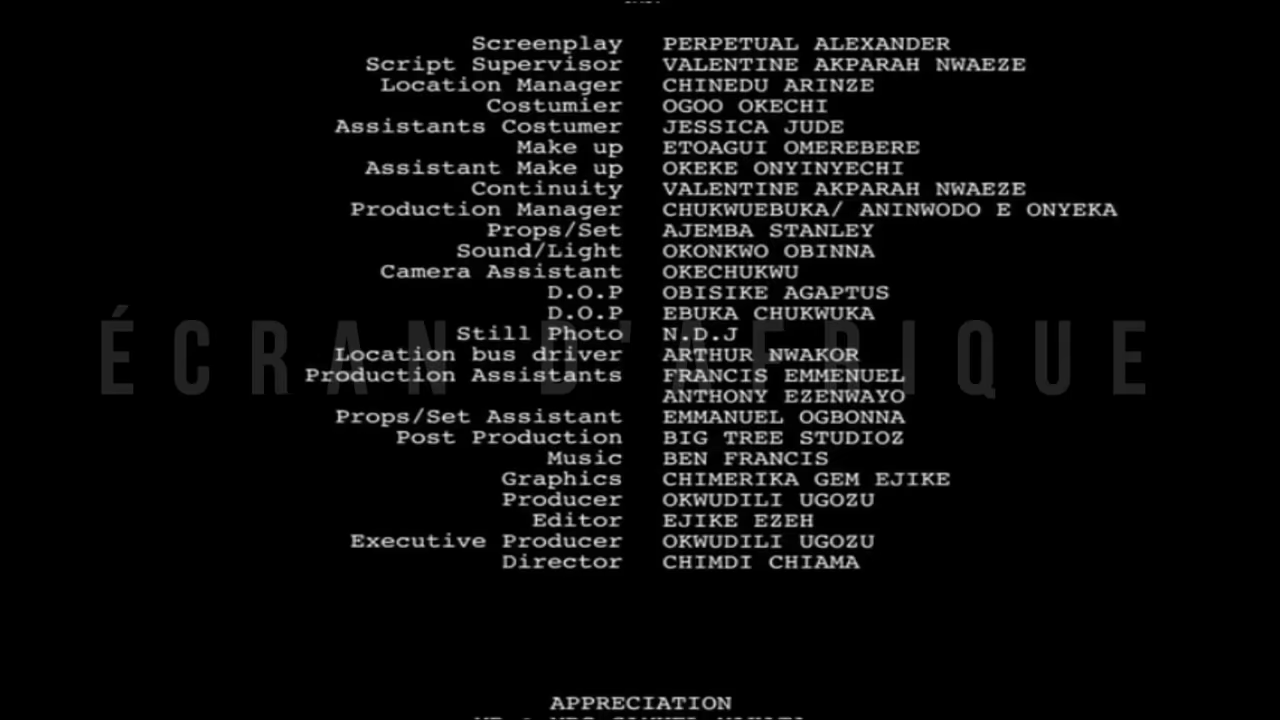 Screenplay PERPETUAL ALEXANDER
Script Supervisor VALENTINE AKPARAH NWAEZE
Location Manager CHINEDU ARINZE
Costumier OGOO OKECHI
Assistants Costumer JESSICA JUDE
Make up ETOAGUI OMEREBERE
Assistant Make up OKEKE ONYINYECHI
Continuity VALENTINE AKPARAH NWAEZE
Production Manager CHUKWUEBUKA/ ANINWODO E ONYEKA
Props/Set AJEMBA STANLEY
Sound/Light OKONKWO OBINNA
Camera Assistant OKECHUKWU
D.O.P OBISIKE AGAPTUS
D.O.P EBUKA CHUKWUKA
Still Photo N.D.J
ÉCRAN D'AFRIQUE
Location bus driver ARTHUR NWAKOR
Production Assistants FRANCIS EMMENUEL
ANTHONY EZENWAYO
Props/Set Assistant EMMANUEL OGBONNA
Post Production BIG TREE STUDIOZ
Music BEN FRANCIS
Graphics CHIMERIKA GEM EJIKE
Producer OKWUDILI UGOZU
Editor EJIKE EZEH
Executive Producer OKWUDILI UGOZU
Director CHIMDI CHIAMA
APPRECIATION